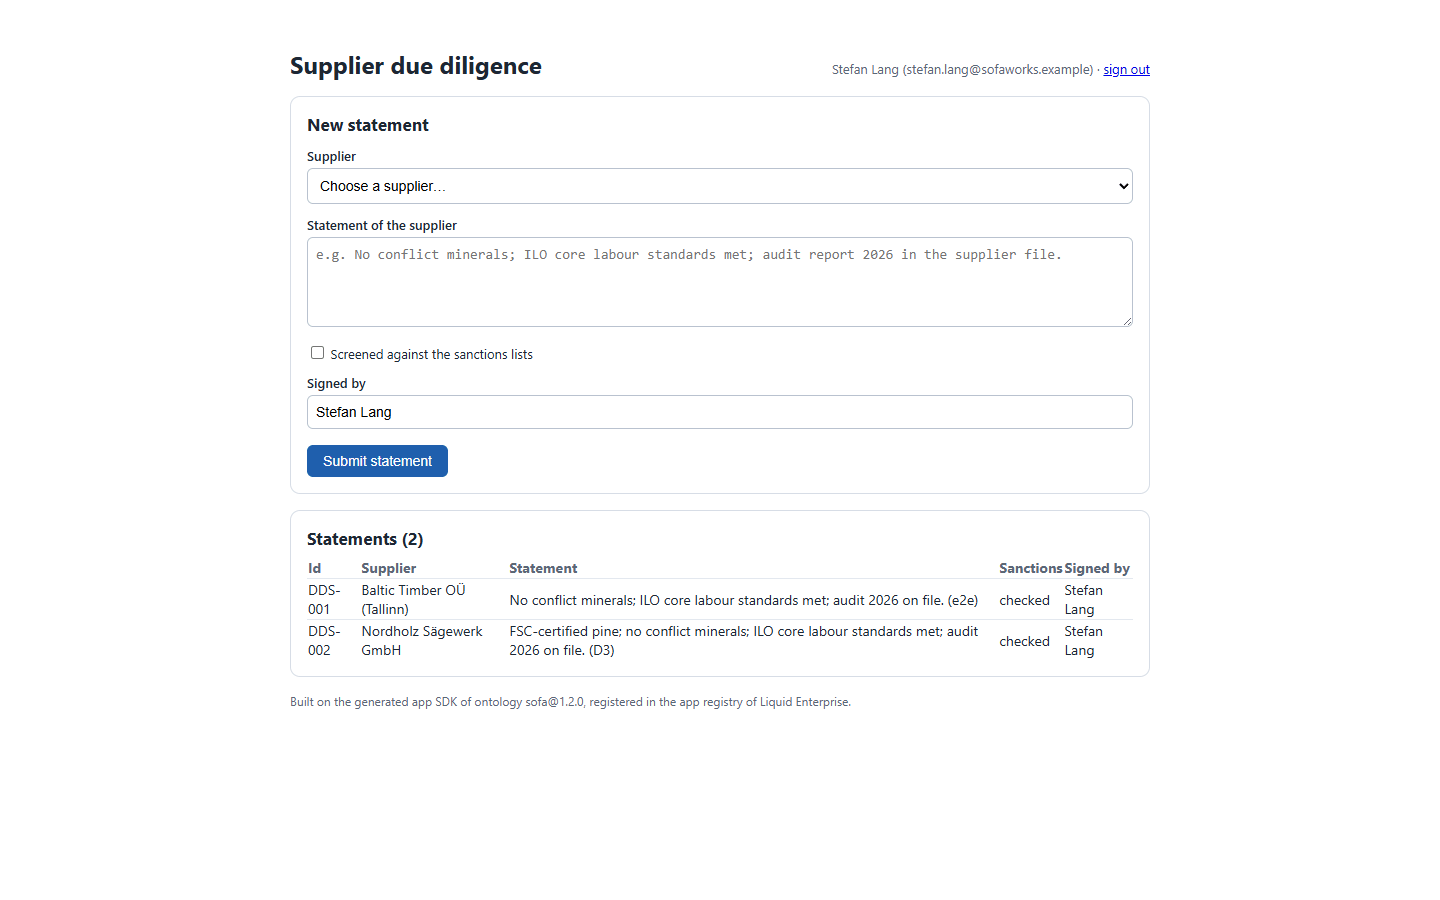 Supplier due diligence
Stefan Lang (stefan.lang@sofaworks.example) · sign out
New statement
Supplier
Choose a supplier…
Statement of the supplier
e.g. No conflict minerals; ILO core labour standards met; audit report 2026 in the supplier file.
Screened against the sanctions lists
Signed by
Stefan Lang
Submit statement
Statements (2)
Id Supplier Statement Sanctions Signed by
DDS-001 Baltic Timber OÜ (Tallinn) No conflict minerals; ILO core labour standards met; audit 2026 on file. (e2e) checked Stefan Lang
DDS-002 Nordholz Sägewerk GmbH FSC-certified pine; no conflict minerals; ILO core labour standards met; audit 2026 on file. (D3) checked Stefan Lang
Built on the generated app SDK of ontology sofa@1.2.0, registered in the app registry of Liquid Enterprise.